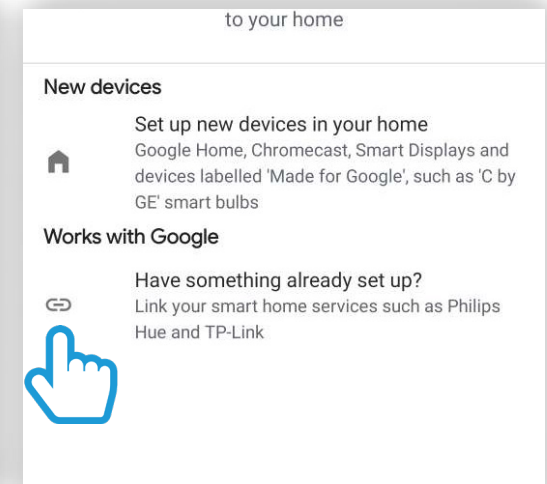 to your home
New devices
Set up new devices in your home
Google Home, Chromecast, Smart Displays and
devices labelled 'Made for Google', such as 'C by
GE' smart bulbs
Works with Google
Have something already set up?
Link your smart home services such as Philips
Hue and TP-Link